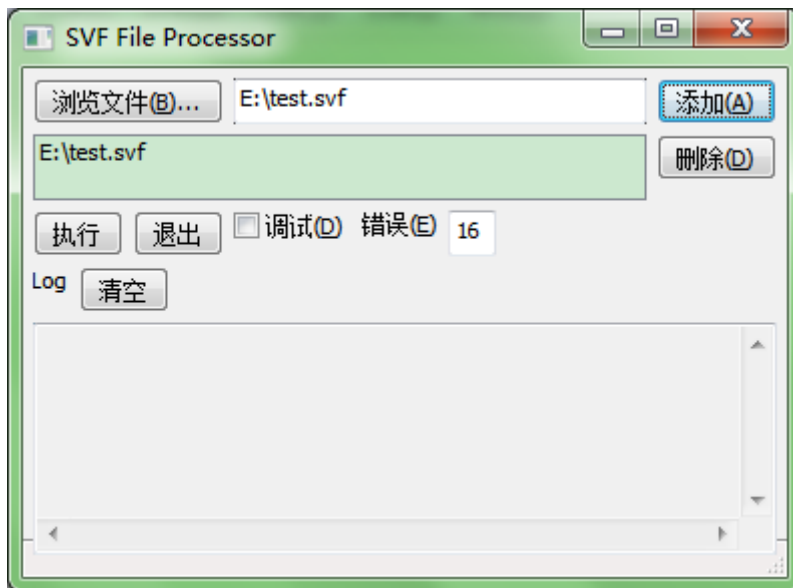 SVF File Processor
浏览文件(B)... E:\test.svf 添加(A)
E:\test.svf 删除(D)
执行 退出 调试(D) 错误(E) 16
Log 清空